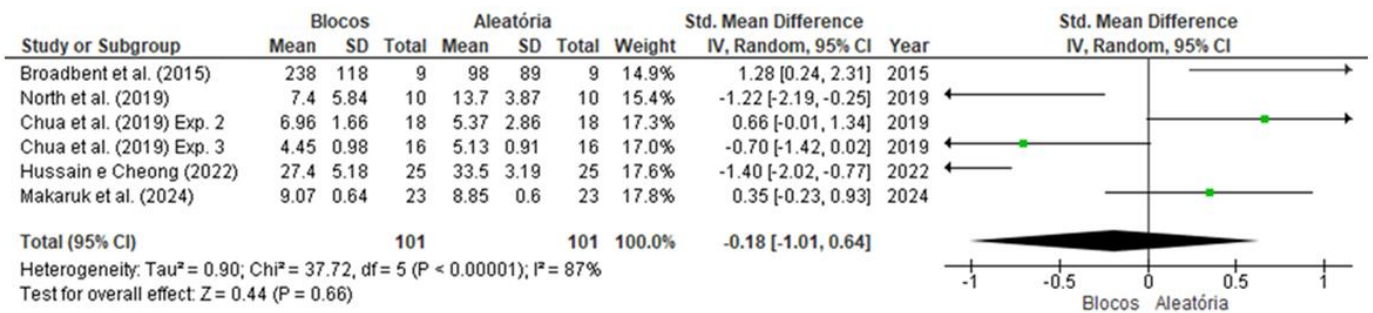 Blocos Aleatória Std. Mean Difference Std. Mean Difference
Study or Subgroup Mean SD Total Mean SD Total Weight IV, Random, 95% CI Year IV, Random, 95% CI
Broadbent et al. (2015) 238 118 9 98 89 9 14.9% 1.28 [0.24, 2.31] 2015
North et al. (2019) 7.4 5.84 10 13.7 3.87 10 15.4% -1.22 [-2.19, -0.25] 2019
Chua et al. (2019) Exp. 2 6.96 1.66 18 5.37 2.86 18 17.3% 0.66 [-0.01, 1.34] 2019
Chua et al. (2019) Exp. 3 4.45 0.98 16 5.13 0.91 16 17.0% -0.70 [-1.42, 0.02] 2019
Hussain e Cheong (2022) 27.4 5.18 25 33.5 3.19 25 17.6% -1.40 [-2.02, -0.77] 2022
Makaruk et al. (2024) 9.07 0.64 23 8.85 0.6 23 17.8% 0.35 [-0.23, 0.93] 2024
Total (95% CI) 101 101 100.0% -0.18 [-1.01, 0.64]
Heterogeneity: Tau² = 0.90; Chi² = 37.72, df = 5 (P < 0.00001); I² = 87%
Test for overall effect: Z = 0.44 (P = 0.66)
-1 -0.5 0 0.5 1
Blocos Aleatória